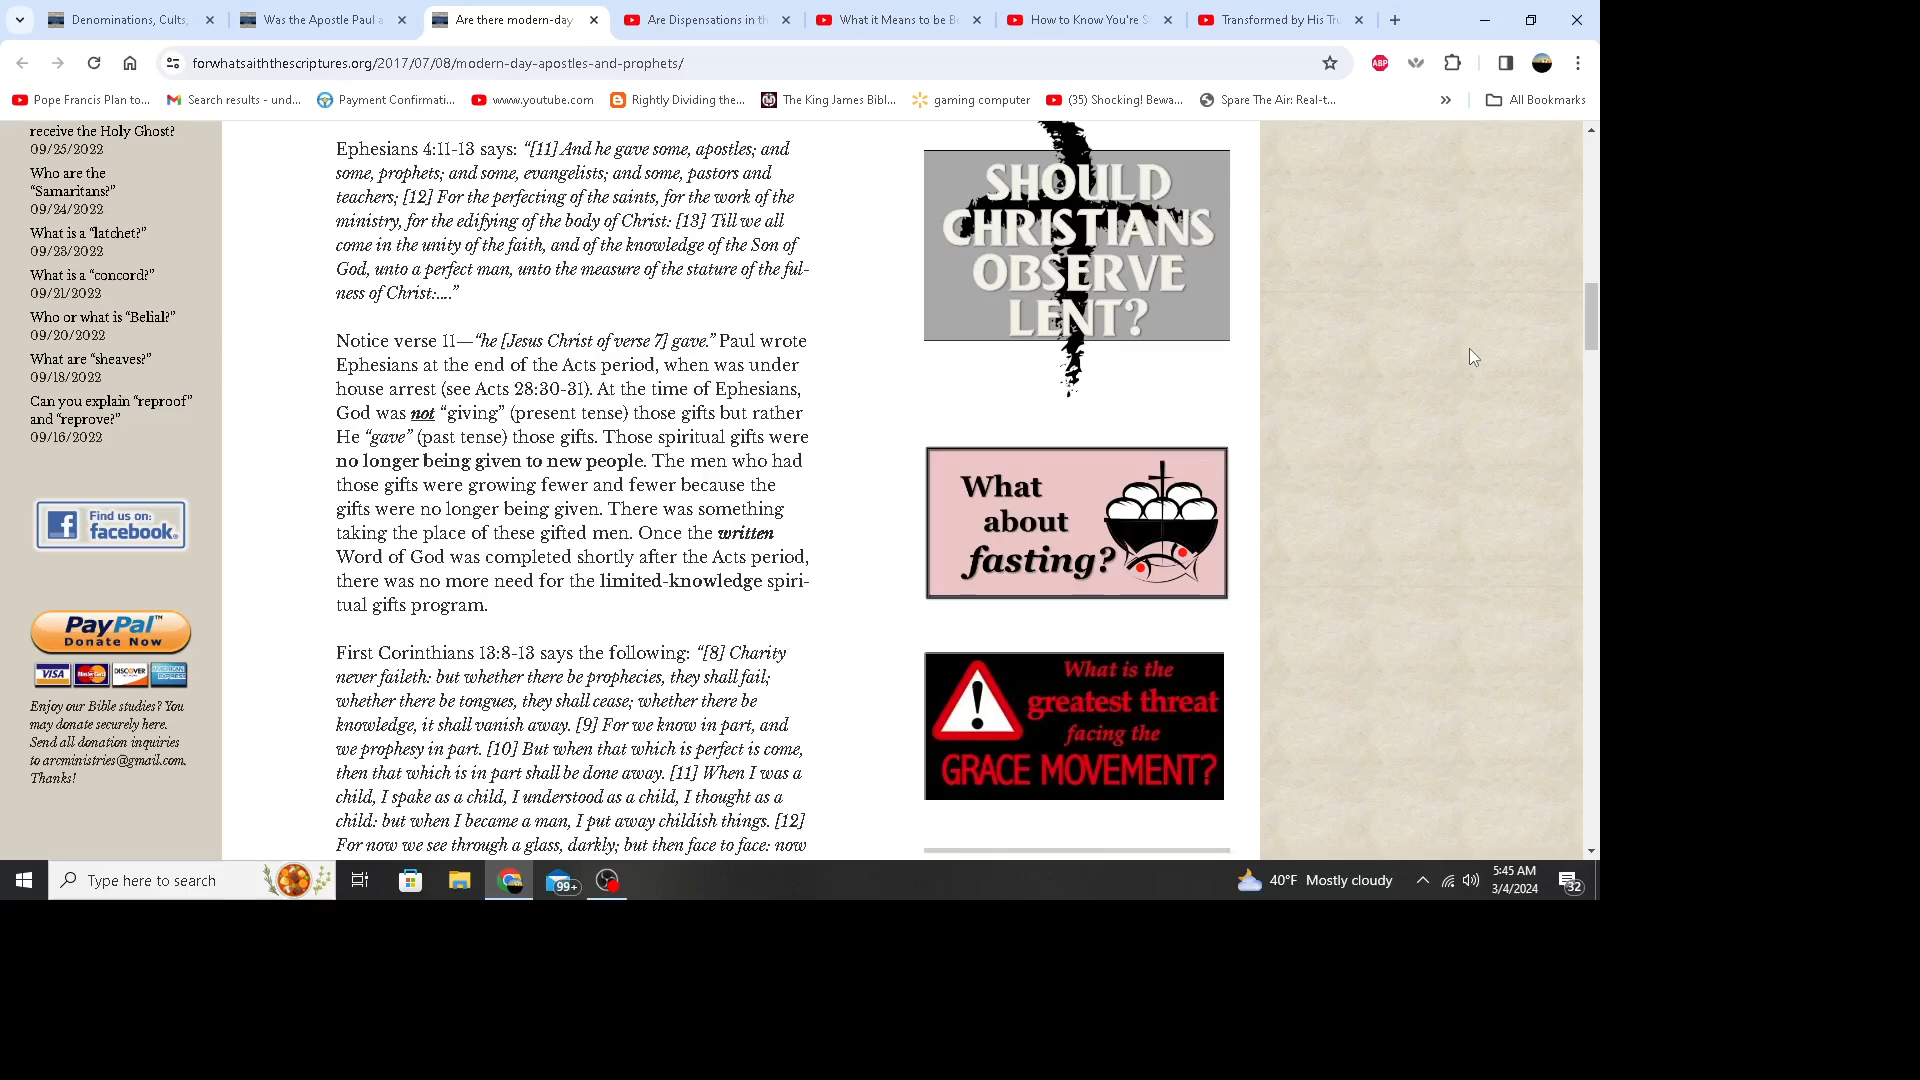 Denominations, Cults,
Was the Apostle Paul a
Are there modern-day
Are Dispensations in th
What it Means to be B
How to Know You're S
Transformed by His Tru
forwhatsaiththescriptures.org/2017/07/08/modern-day-apostles-and-prophets/
ABP
Pope Francis Plan to...
Search results - und...
Payment Confirmati...
www.youtube.com
Rightly Dividing the...
The King James Bibl...
gaming computer
(35) Shocking! Bewa...
Spare The Air: Real-t...
All Bookmarks
receive the Holy Ghost?
09/25/2022
Who are the
“Samaritans?”
09/24/2022
What is a “latchet?”
09/23/2022
What is a “concord?”
09/21/2022
Who or what is “Belial?”
09/20/2022
What are “sheaves?”
09/18/2022
Can you explain “reproof”
and “reprove?”
09/16/2022
Find us on:
facebook
PayPal™
Donate Now
VISA MasterCard DISCOVER AMERICAN EXPRESS
Enjoy our Bible studies? You
may donate securely here.
Send all donation inquiries
to arcministries@gmail.com.
Thanks!
Ephesians 4:11-13 says: “[11] And he gave some, apostles; and
some, prophets; and some, evangelists; and some, pastors and
teachers; [12] For the perfecting of the saints, for the work of the
ministry, for the edifying of the body of Christ: [13] Till we all
come in the unity of the faith, and of the knowledge of the Son of
God, unto a perfect man, unto the measure of the stature of the ful-
ness of Christ:….”
Notice verse 11—“he [Jesus Christ of verse 7] gave.” Paul wrote
Ephesians at the end of the Acts period, when was under
house arrest (see Acts 28:30-31). At the time of Ephesians,
God was not “giving” (present tense) those gifts but rather
He “gave” (past tense) those gifts. Those spiritual gifts were
no longer being given to new people. The men who had
those gifts were growing fewer and fewer because the
gifts were no longer being given. There was something
taking the place of these gifted men. Once the written
Word of God was completed shortly after the Acts period,
there was no more need for the limited-knowledge spiri-
tual gifts program.
First Corinthians 13:8-13 says the following: “[8] Charity
never faileth: but whether there be prophecies, they shall fail;
whether there be tongues, they shall cease; whether there be
knowledge, it shall vanish away. [9] For we know in part, and
we prophesy in part. [10] But when that which is perfect is come,
then that which is in part shall be done away. [11] When I was a
child, I spake as a child, I understood as a child, I thought as a
child: but when I became a man, I put away childish things. [12]
For now we see through a glass, darkly; but then face to face: now
SHOULD
CHRISTIANS
OBSERVE
LENT?
What
about
fasting?
What is the
greatest threat
facing the
GRACE MOVEMENT?
Type here to search
99+
40°F Mostly cloudy
5:45 AM
3/4/2024
32